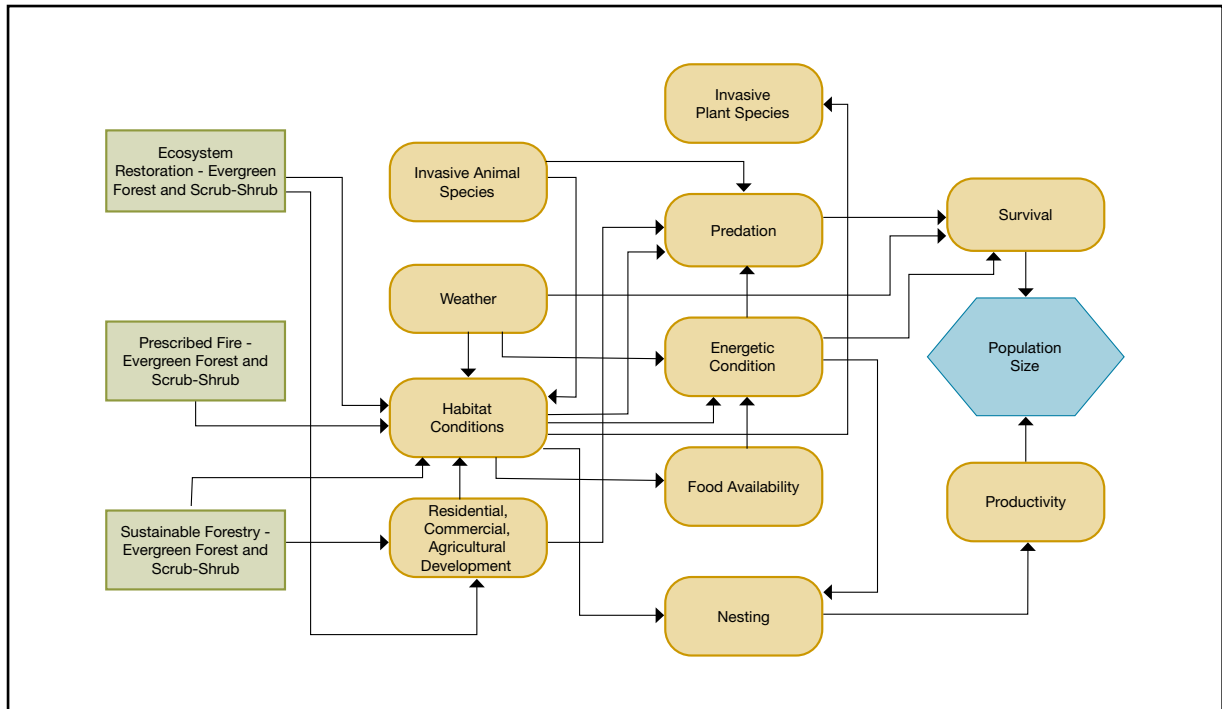 Ecosystem
Restoration - Evergreen
Forest and Scrub-Shrub
Prescribed Fire -
Evergreen Forest and
Scrub-Shrub
Sustainable Forestry -
Evergreen Forest and
Scrub-Shrub
Invasive Animal
Species
Weather
Habitat
Conditions
Residential,
Commercial,
Agricultural
Development
Invasive
Plant Species
Predation
Energetic
Condition
Food Availability
Nesting
Survival
Population
Size
Productivity